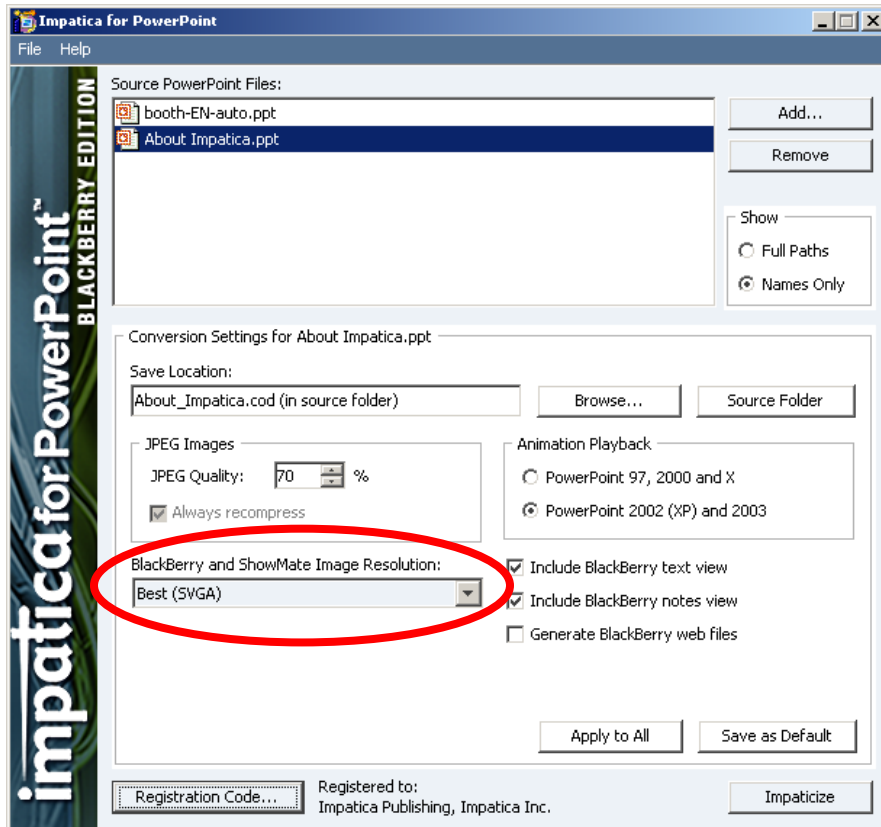 Impatica for PowerPoint
File Help
impatica for PowerPoint™
BLACKBERRY EDITION
Source PowerPoint Files:
booth-EN-auto.ppt
About Impatica.ppt
Add...
Remove
Show
Full Paths
Names Only
Conversion Settings for About Impatica.ppt
Save Location:
About_Impatica.cod (in source folder)
Browse...
Source Folder
JPEG Images
JPEG Quality: 70 %
Always recompress
Animation Playback
PowerPoint 97, 2000 and X
PowerPoint 2002 (XP) and 2003
BlackBerry and ShowMate Image Resolution:
Best (SVGA)
Include BlackBerry text view
Include BlackBerry notes view
Generate BlackBerry web files
Apply to All
Save as Default
Registration Code...
Registered to:
Impatica Publishing, Impatica Inc.
Impaticize